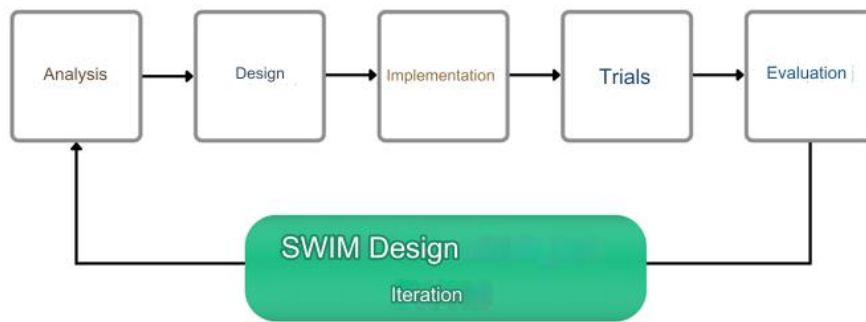 Analysis
Design
Implementation
Trials
Evaluation
SWIM Design
Iteration